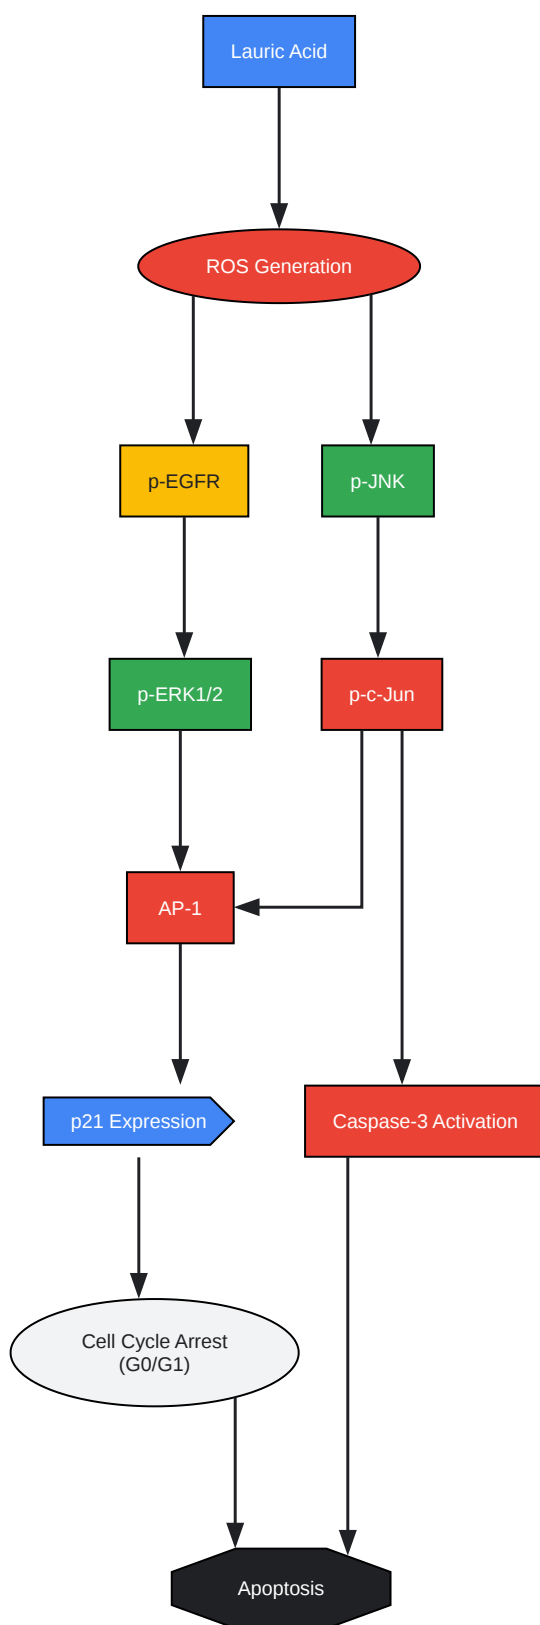 Lauric Acid
ROS Generation
p-EGFR
p-JNK
p-ERK1/2
p-c-Jun
AP-1
p21 Expression
Caspase-3 Activation
Cell Cycle Arrest
(G0/G1)
Apoptosis